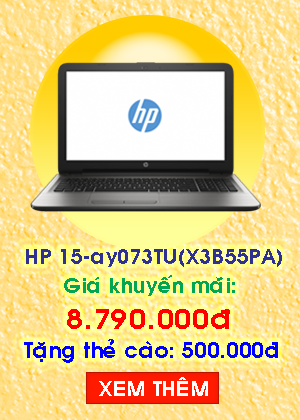 hp
HP 15-ay073TU(X3B55PA)
Giá khuyến mãi:
8.790.000đ
Tặng thẻ cào: 500.000đ
XEM THÊM